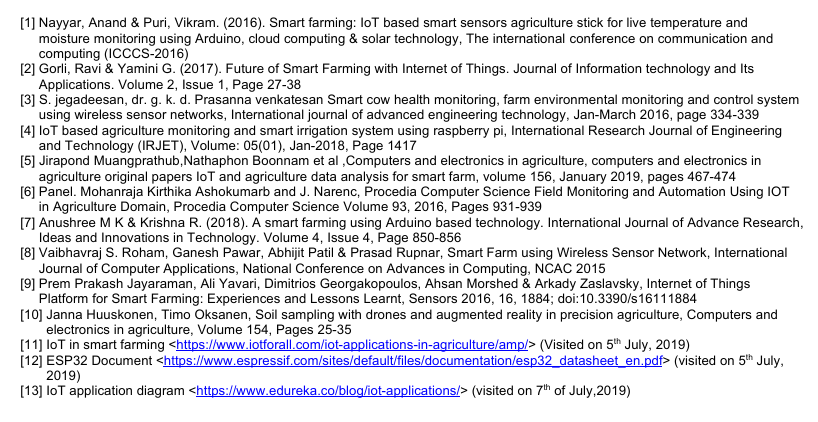 [1] Nayyar, Anand & Puri, Vikram. (2016). Smart farming: IoT based smart sensors agriculture stick for live temperature and
moisture monitoring using Arduino, cloud computing & solar technology, The international conference on communication and
computing (ICCCS-2016)
[2] Gorli, Ravi & Yamini G. (2017). Future of Smart Farming with Internet of Things. Journal of Information technology and Its
Applications. Volume 2, Issue 1, Page 27-38
[3] S. jegadeesan, dr. g. k. d. Prasanna venkatesan Smart cow health monitoring, farm environmental monitoring and control system
using wireless sensor networks, International journal of advanced engineering technology, Jan-March 2016, page 334-339
[4] IoT based agriculture monitoring and smart irrigation system using raspberry pi, International Research Journal of Engineering
and Technology (IRJET), Volume: 05(01), Jan-2018, Page 1417
[5] Jirapond Muangprathub,Nathaphon Boonnam et al ,Computers and electronics in agriculture, computers and electronics in
agriculture original papers IoT and agriculture data analysis for smart farm, volume 156, January 2019, pages 467-474
[6] Panel. Mohanraja Kirthika Ashokumarb and J. Narenc, Procedia Computer Science Field Monitoring and Automation Using IOT
in Agriculture Domain, Procedia Computer Science Volume 93, 2016, Pages 931-939
[7] Anushree M K & Krishna R. (2018). A smart farming using Arduino based technology. International Journal of Advance Research,
Ideas and Innovations in Technology. Volume 4, Issue 4, Page 850-856
[8] Vaibhavraj S. Roham, Ganesh Pawar, Abhijit Patil & Prasad Rupnar, Smart Farm using Wireless Sensor Network, International
Journal of Computer Applications, National Conference on Advances in Computing, NCAC 2015
[9] Prem Prakash Jayaraman, Ali Yavari, Dimitrios Georgakopoulos, Ahsan Morshed & Arkady Zaslavsky, Internet of Things
Platform for Smart Farming: Experiences and Lessons Learnt, Sensors 2016, 16, 1884; doi:10.3390/s16111884
[10] Janna Huuskonen, Timo Oksanen, Soil sampling with drones and augmented reality in precision agriculture, Computers and
electronics in agriculture, Volume 154, Pages 25-35
[11] IoT in smart farming <https://www.iotforall.com/iot-applications-in-agriculture/amp/> (Visited on 5th July, 2019)
[12] ESP32 Document <https://www.espressif.com/sites/default/files/documentation/esp32_datasheet_en.pdf> (visited on 5th July,
2019)
[13] IoT application diagram <https://www.edureka.co/blog/iot-applications/> (visited on 7th of July,2019)